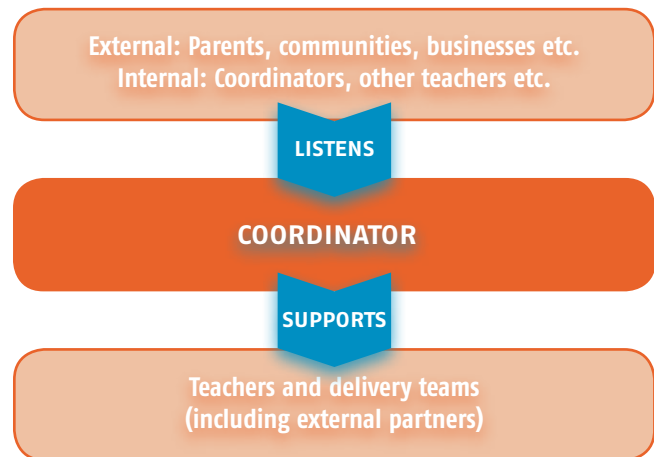 External: Parents, communities, businesses etc.
Internal: Coordinators, other teachers etc.
LISTENS
COORDINATOR
SUPPORTS
Teachers and delivery teams
(including external partners)